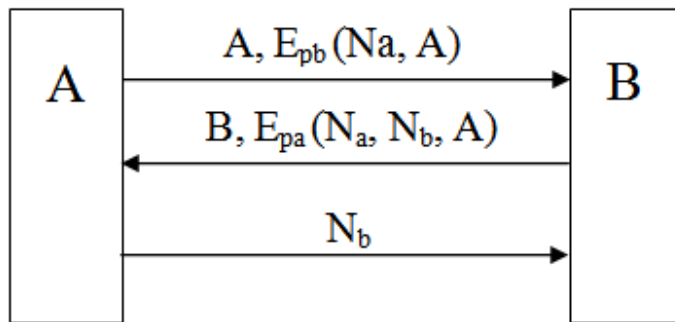 A, Epb(Na, A)
A
B
B, Epa(Na, Nb, A)
Nb